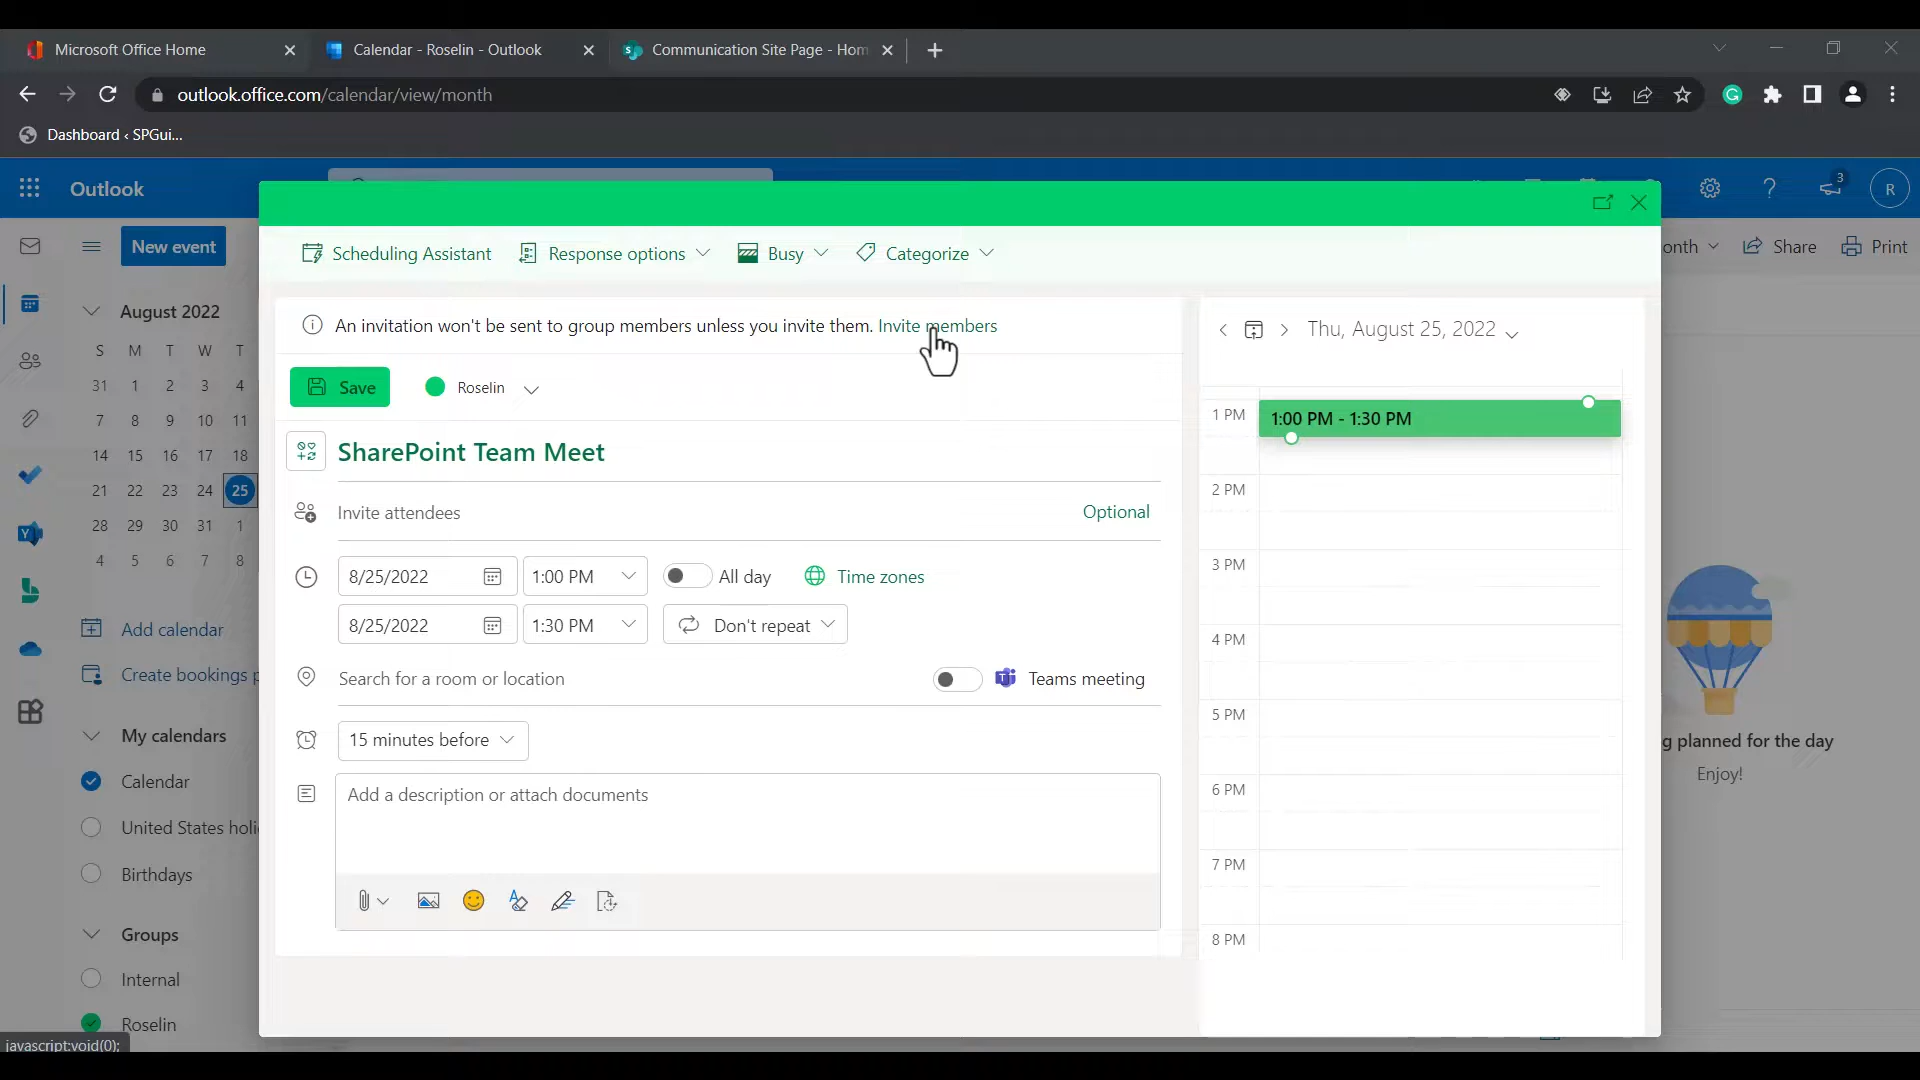 Microsoft Office Home
Calendar - Roselin - Outlook
Communication Site Page - Hom
outlook.office.com/calendar/view/month
Dashboard ‹ SPGui...
Outlook
3
R
New event
Scheduling Assistant
Response options
Busy
Categorize
onth
Share
Print
August 2022
S M T W T
31 1 2 3 4
7 8 9 10 11
14 15 16 17 18
21 22 23 24 25
28 29 30 31 1
4 5 6 7 8
Add calendar
Create bookings p
My calendars
Calendar
United States holi
Birthdays
Groups
Internal
Roselin
javascript:void(0);
An invitation won't be sent to group members unless you invite them. Invite members
Save
Roselin
SharePoint Team Meet
Invite attendees
Optional
8/25/2022
1:00 PM
All day
Time zones
8/25/2022
1:30 PM
Don't repeat
Search for a room or location
Teams meeting
15 minutes before
Add a description or attach documents
Thu, August 25, 2022
1 PM
1:00 PM - 1:30 PM
2 PM
3 PM
4 PM
5 PM
6 PM
7 PM
8 PM
g planned for the day
Enjoy!